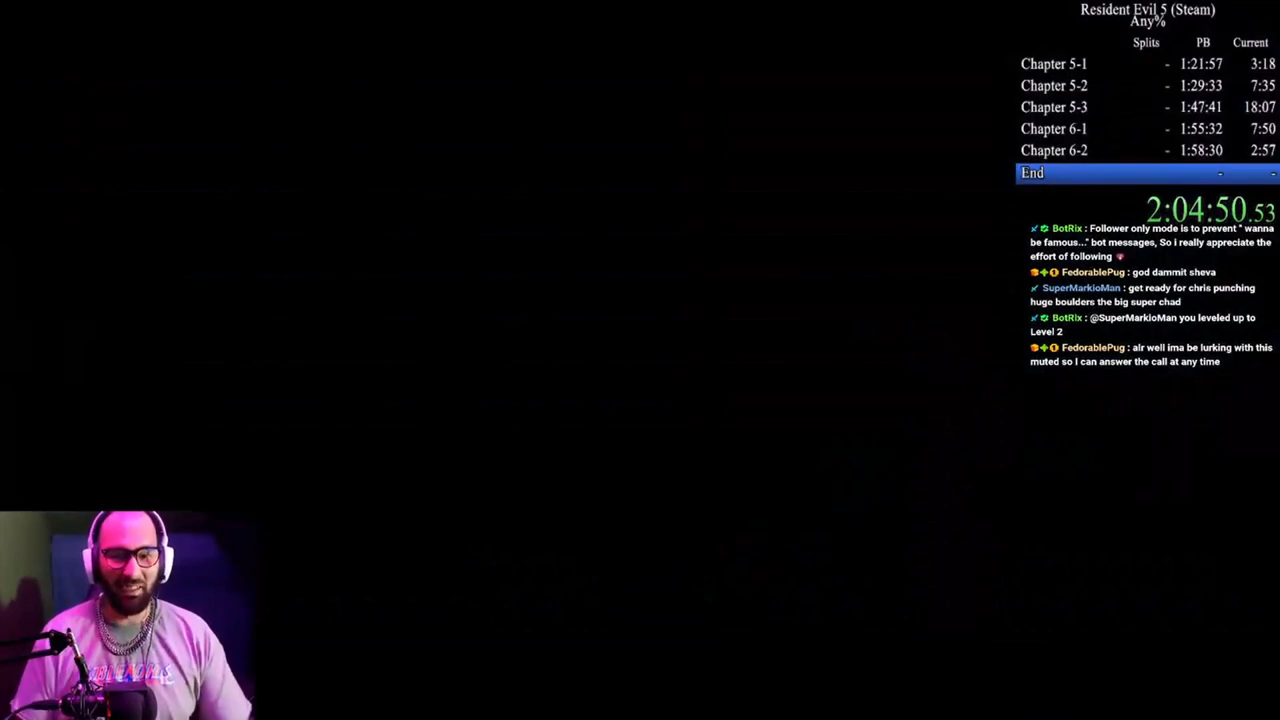 Resident Evil 5 (Steam)
Any%
Splits PB Current
Chapter 5-1 - 1:21:57 3:18
Chapter 5-2 - 1:29:33 7:35
Chapter 5-3 - 1:47:41 18:07
Chapter 6-1 - 1:55:32 7:50
Chapter 6-2 - 1:58:30 2:57
End - -
2:04:50.53
BotRix : Follower only mode is to prevent " wanna
be famous..." bot messages, So i really appreciate the
effort of following
FedorablePug : god dammit sheva
SuperMarkioMan : get ready for chris punching
huge boulders the big super chad
BotRix : @SuperMarkioMan you leveled up to
Level 2
FedorablePug : alr well ima be lurking with this
muted so I can answer the call at any time